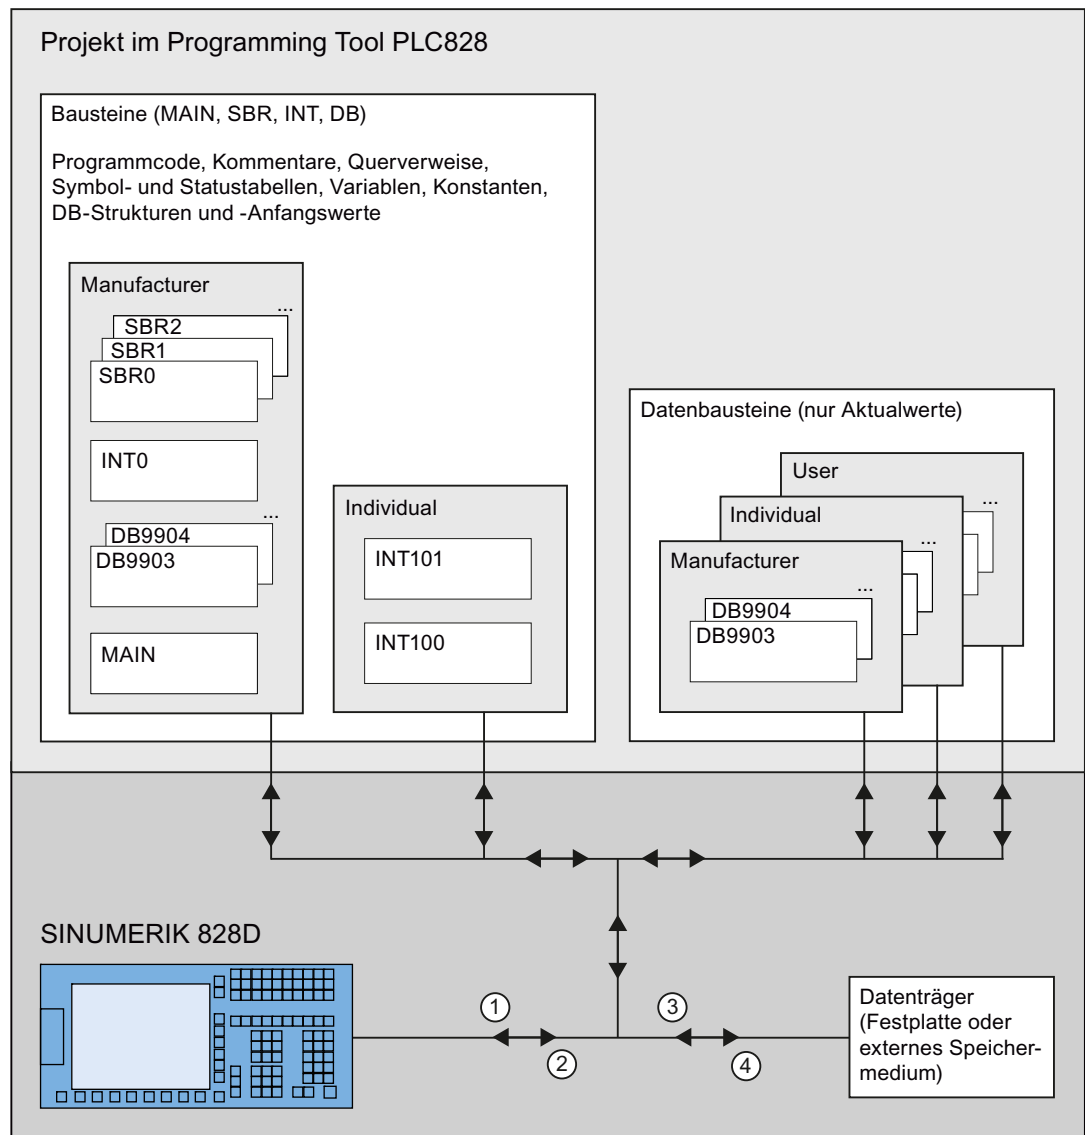 Projekt im Programming Tool PLC828
Bausteine (MAIN, SBR, INT, DB)
Programmcode, Kommentare, Querverweise,
Symbol- und Statustabellen, Variablen, Konstanten,
DB-Strukturen und -Anfangswerte
Manufacturer
...
SBR2
SBR1
SBR0
INT0
...
DB9904
DB9903
MAIN
Individual
INT101
INT100
Datenbausteine (nur Aktualwerte)
User
...
Individual
...
Manufacturer
...
DB9904
DB9903
SINUMERIK 828D
1
2
3
4
Datenträger
(Festplatte oder
externes Speicher-
medium)